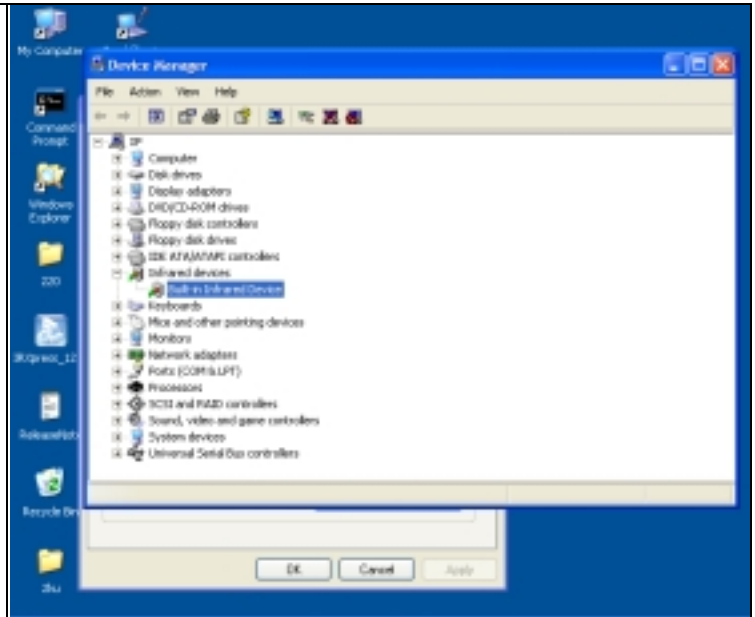 My Computer
Device Manager
File Action View Help
Command
Prompt
Windows
Explorer
220
Recycle Bin
Computer
Disk drives
Display adapters
DVD/CD-ROM drives
Floppy disk controllers
Floppy disk drives
IDE ATA/ATAPI controllers
Infrared devices
Built-in Infrared Device
Keyboards
Mice and other pointing devices
Monitors
Network adapters
Ports (COM & LPT)
Processors
SCSI and RAID controllers
Sound, video and game controllers
System devices
Universal Serial Bus controllers
OK Cancel Apply